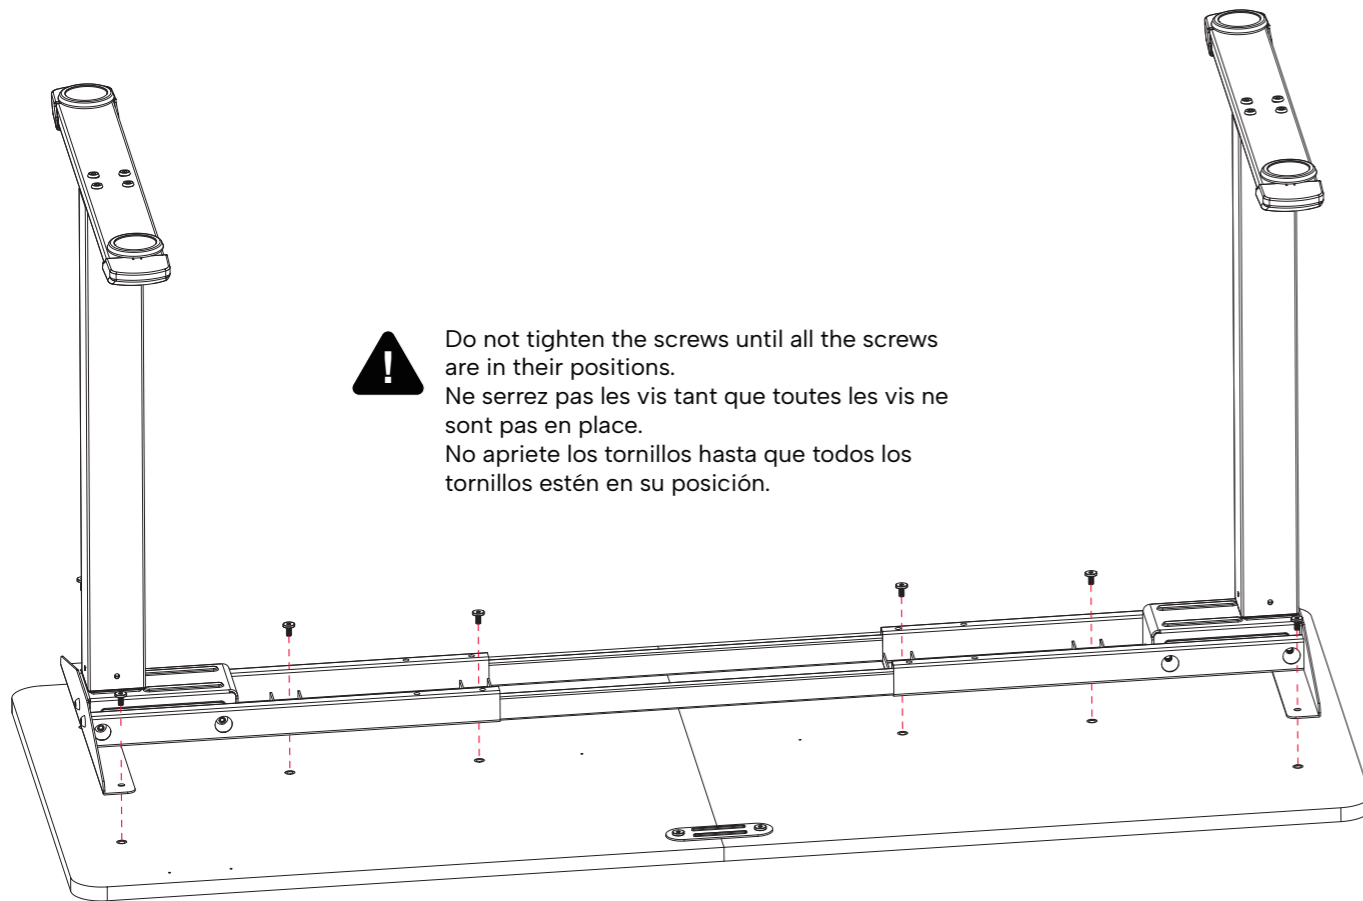 Do not tighten the screws until all the screws
are in their positions.
Ne serrez pas les vis tant que toutes les vis ne
sont pas en place.
No apriete los tornillos hasta que todos los
tornillos estén en su posición.